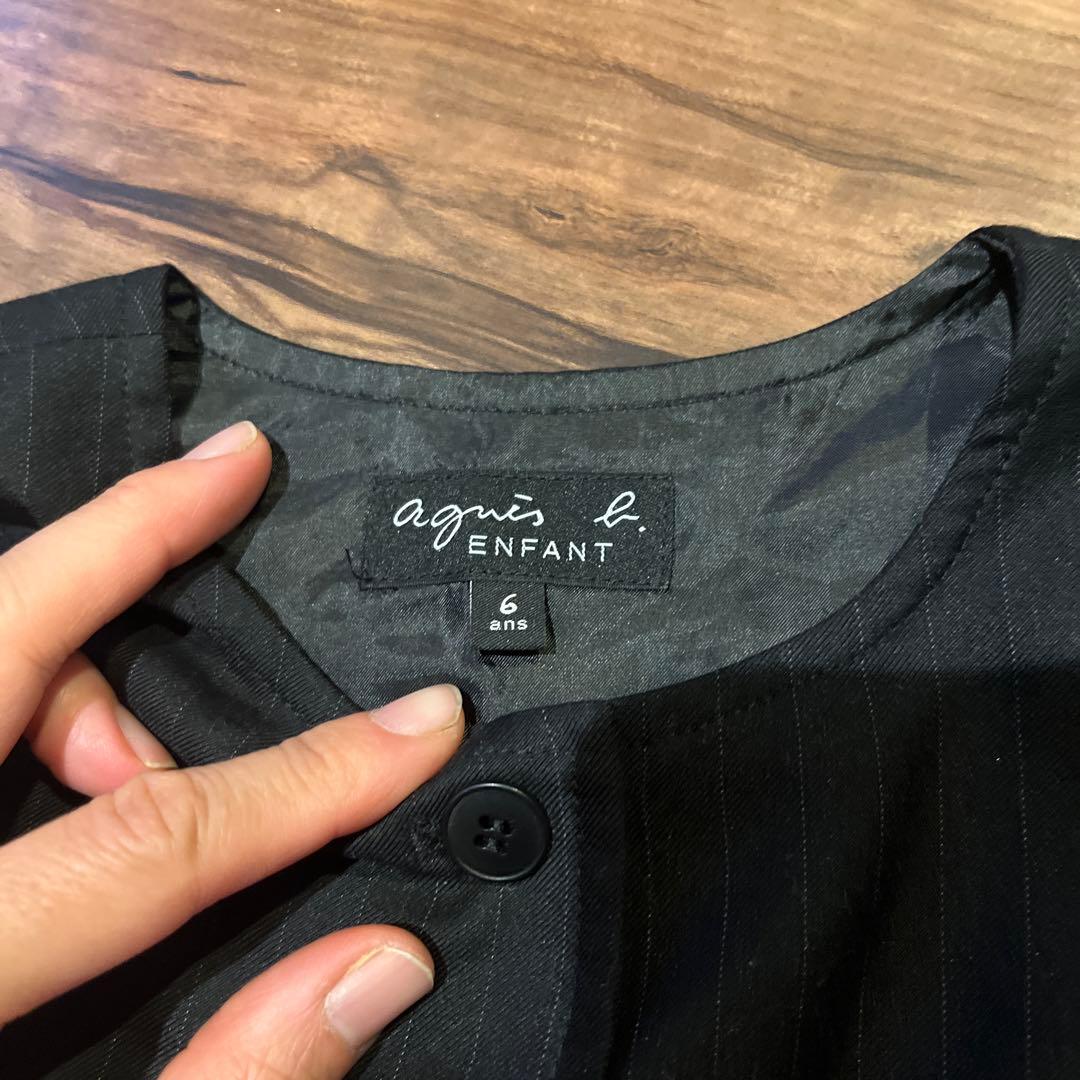 agnès b.
ENFANT
6
ans